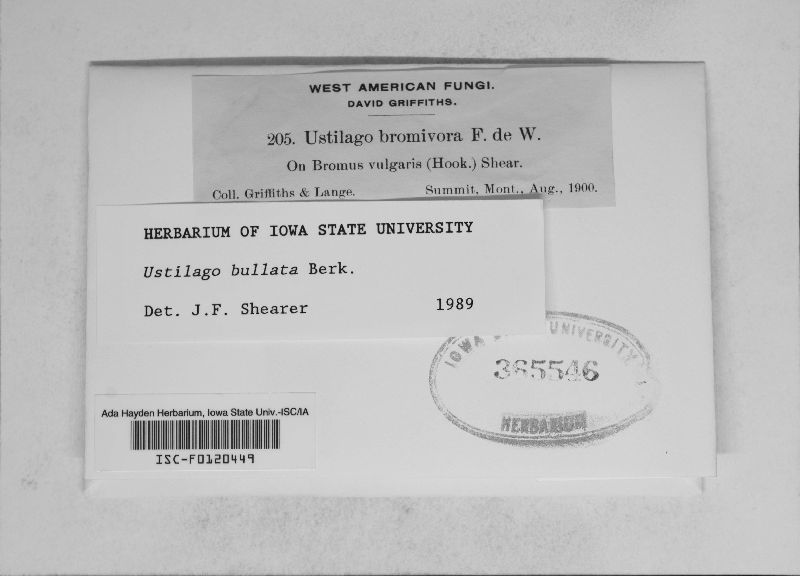 WEST AMERICAN FUNGI.
DAVID GRIFFITHS.
205. Ustilago bromivora F. de W.
On Bromus vulgaris (Hook.) Shear.
Coll. Griffiths & Lange. Summit, Mont., Aug., 1900.
HERBARIUM OF IOWA STATE UNIVERSITY
Ustilago bullata Berk.
Det. J.F. Shearer 1989
IOWA UNIVERSITY
365546
HERBARIUM
Ada Hayden Herbarium, Iowa State Univ.-ISC/IA
ISC-F0120449